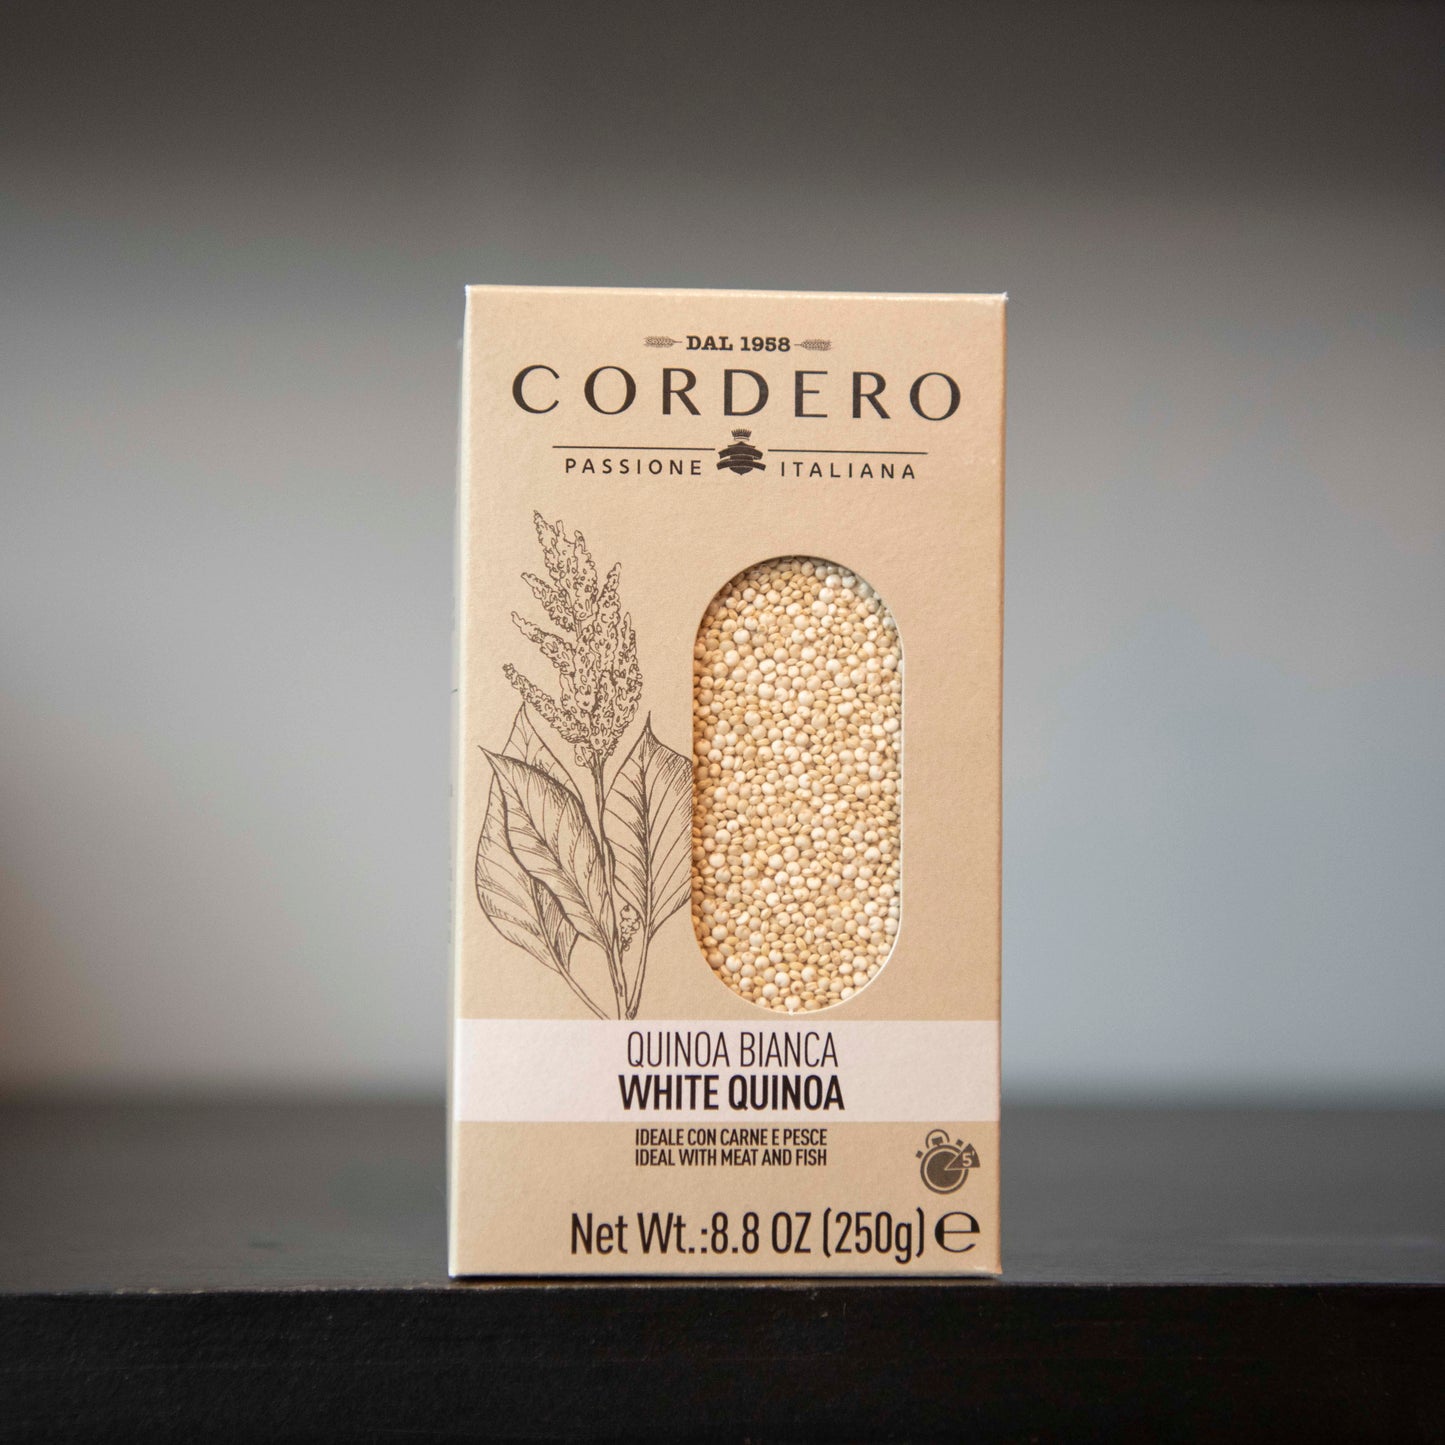 DAL 1958
CORDERO
PASSIONE ITALIANA
QUINOA BIANCA
WHITE QUINOA
IDEALE CON CARNE E PESCE
IDEAL WITH MEAT AND FISH
5'
Net Wt.:8.8 OZ (250g) ℮